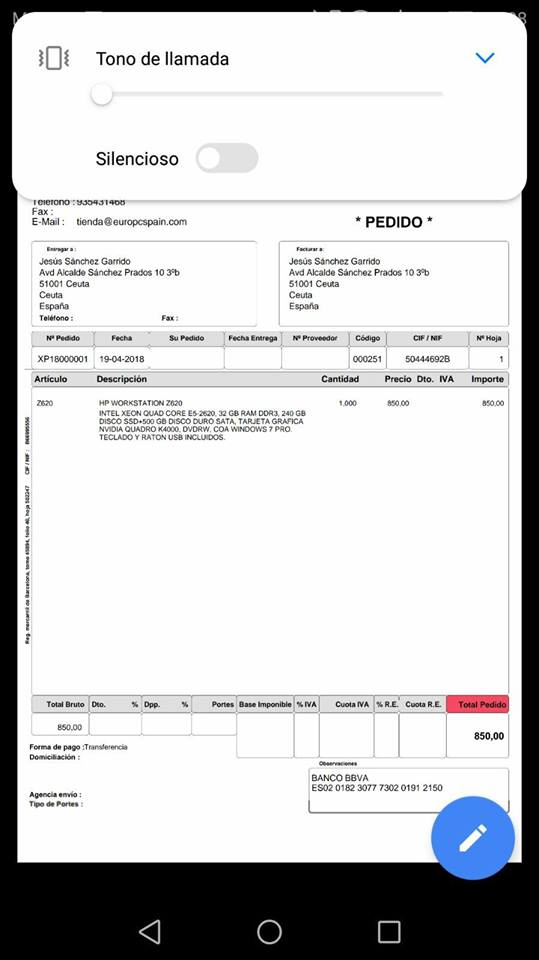 Tono de llamada
Silencioso
Teléfono : 935431468
Fax :
E-Mail : tienda@europcspain.com
* PEDIDO *
Entregar a :
Jesús Sánchez Garrido
Avd Alcalde Sánchez Prados 10 3ºb
51001 Ceuta
Ceuta
España
Teléfono : Fax :
Facturar a:
Jesús Sánchez Garrido
Avd Alcalde Sánchez Prados 10 3ºb
51001 Ceuta
Ceuta
España
Nº Pedido Fecha Su Pedido Fecha Entrega Nº Proveedor Código CIF / NIF Nº Hoja
XP18000001 19-04-2018 000251 50444692B 1
Artículo Descripción Cantidad Precio Dto. IVA Importe
Z620 HP WORKSTATION Z620 1.000 850,00 850,00
INTEL XEON QUAD CORE E5-2620, 32 GB RAM DDR3, 240 GB
DISCO SSD+500 GB DISCO DURO SATA, TARJETA GRAFICA
NVIDIA QUADRO K4000, DVDRW, COA WINDOWS 7 PRO.
TECLADO Y RATON USB INCLUIDOS.
Reg. mercantil de Barcelona, tomo 45894, folio 40, hoja 502247 CIF / NIF :
Total Bruto Dto. % Dpp. % Portes Base Imponible % IVA Cuota IVA % R.E. Cuota R.E. Total Pedido
850,00
850,00
Forma de pago :Transferencia
Domiciliación :
Observaciones
BANCO BBVA
ES02 0182 3077 7302 0191 2150
Agencia envío :
Tipo de Portes :